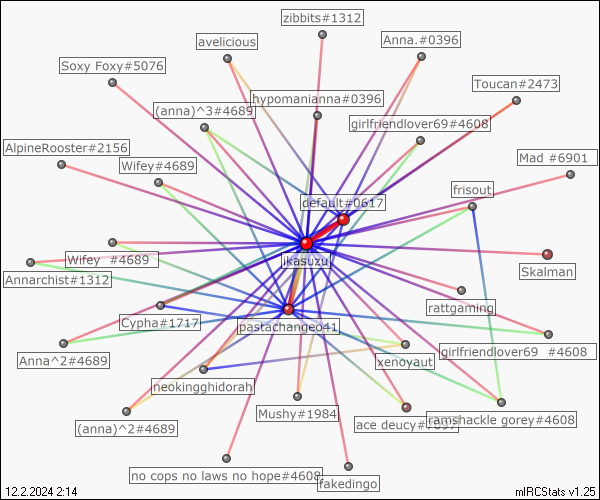 zibbits#1312
avelicious
Anna.#0396
Soxy Foxy#5076
Toucan#2473
hypomanianna#0396
(anna)^3#4689
girlfriendlover69#4608
AlpineRooster#2156
Mad #6901
Wifey#4689
frisout
default#0617
Wifey #4689
ikasuzu
Skalman
Annarchist#1312
rattgaming
Cypha#1717
pastachangeo41
girlfriendlover69 #4608
Anna^2#4689
xenoyaut
neokingghidorah
Mushy#1984
ramshackle gorey#4608
ace deucy
(anna)^2#4689
no cops no laws no hope#4608
fakedingo
12.2.2024 2:14
mIRCStats v1.25